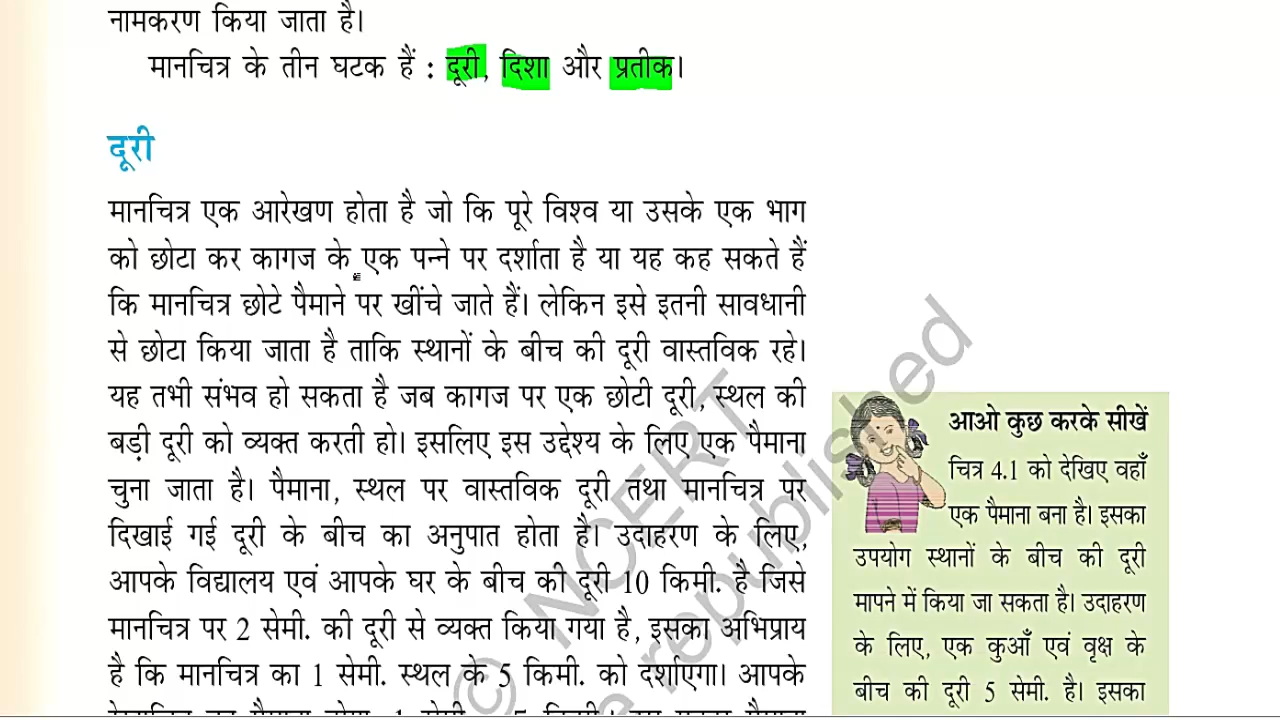 नामकरण किया जाता है।
मानचित्र के तीन घटक हैं : दूरी, दिशा और प्रतीक।
दूरी
मानचित्र एक आरेखण होता है जो कि पूरे विश्व या उसके एक भाग
को छोटा कर कागज के एक पन्ने पर दर्शाता है या यह कह सकते हैं
कि मानचित्र छोटे पैमाने पर खींचे जाते हैं। लेकिन इसे इतनी सावधानी
से छोटा किया जाता है ताकि स्थानों के बीच की दूरी वास्तविक रहे।
यह तभी संभव हो सकता है जब कागज पर एक छोटी दूरी, स्थल की
बड़ी दूरी को व्यक्त करती हो। इसलिए इस उद्देश्य के लिए एक पैमाना
चुना जाता है। पैमाना, स्थल पर वास्तविक दूरी तथा मानचित्र पर
दिखाई गई दूरी के बीच का अनुपात होता है। उदाहरण के लिए,
आपके विद्यालय एवं आपके घर के बीच की दूरी 10 किमी. है जिसे
मानचित्र पर 2 सेमी. की दूरी से व्यक्त किया गया है, इसका अभिप्राय
है कि मानचित्र का 1 सेमी. स्थल के 5 किमी. को दर्शाएगा। आपके
आओ कुछ करके सीखें
चित्र 4.1 को देखिए वहाँ
एक पैमाना बना है। इसका
उपयोग स्थानों के बीच की दूरी
मापने में किया जा सकता है। उदाहरण
के लिए, एक कुआँ एवं वृक्ष के
बीच की दूरी 5 सेमी. है। इसका
© NCERT
republished